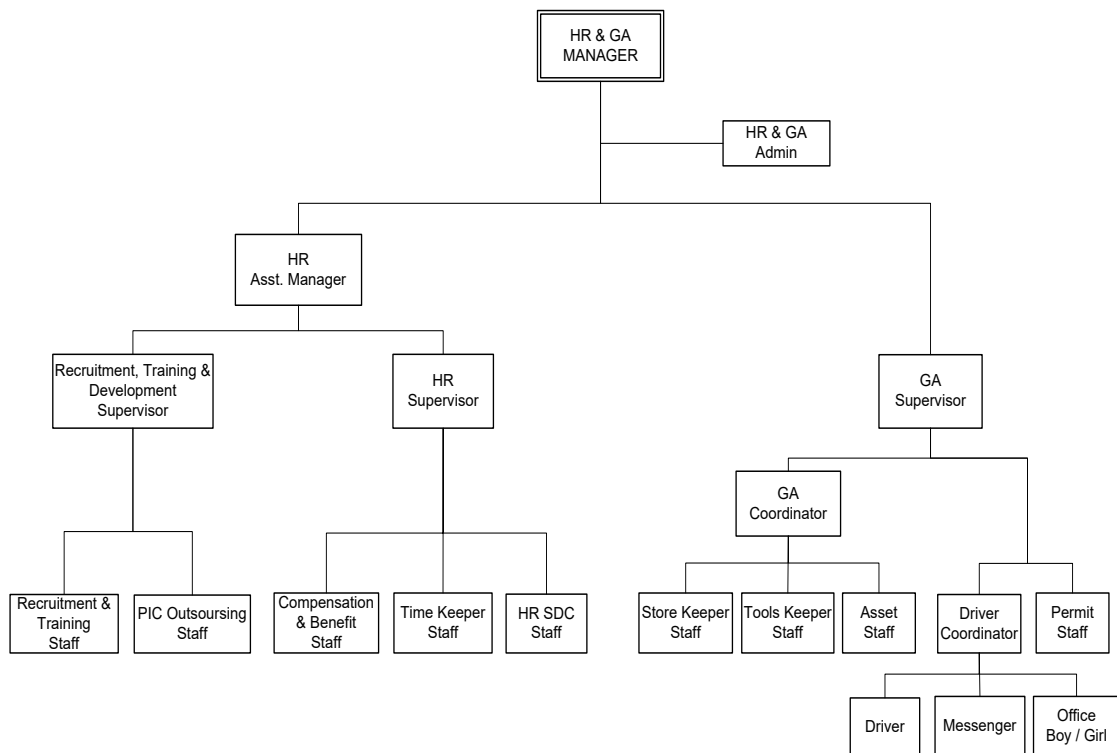 HR & GA
MANAGER
HR & GA
Admin
HR
Asst. Manager
Recruitment, Training &
Development
Supervisor
HR
Supervisor
GA
Supervisor
GA
Coordinator
Recruitment &
Training
Staff
PIC Outsoursing
Staff
Compensation
& Benefit
Staff
Time Keeper
Staff
HR SDC
Staff
Store Keeper
Staff
Tools Keeper
Staff
Asset
Staff
Driver
Coordinator
Permit
Staff
Driver
Messenger
Office
Boy / Girl